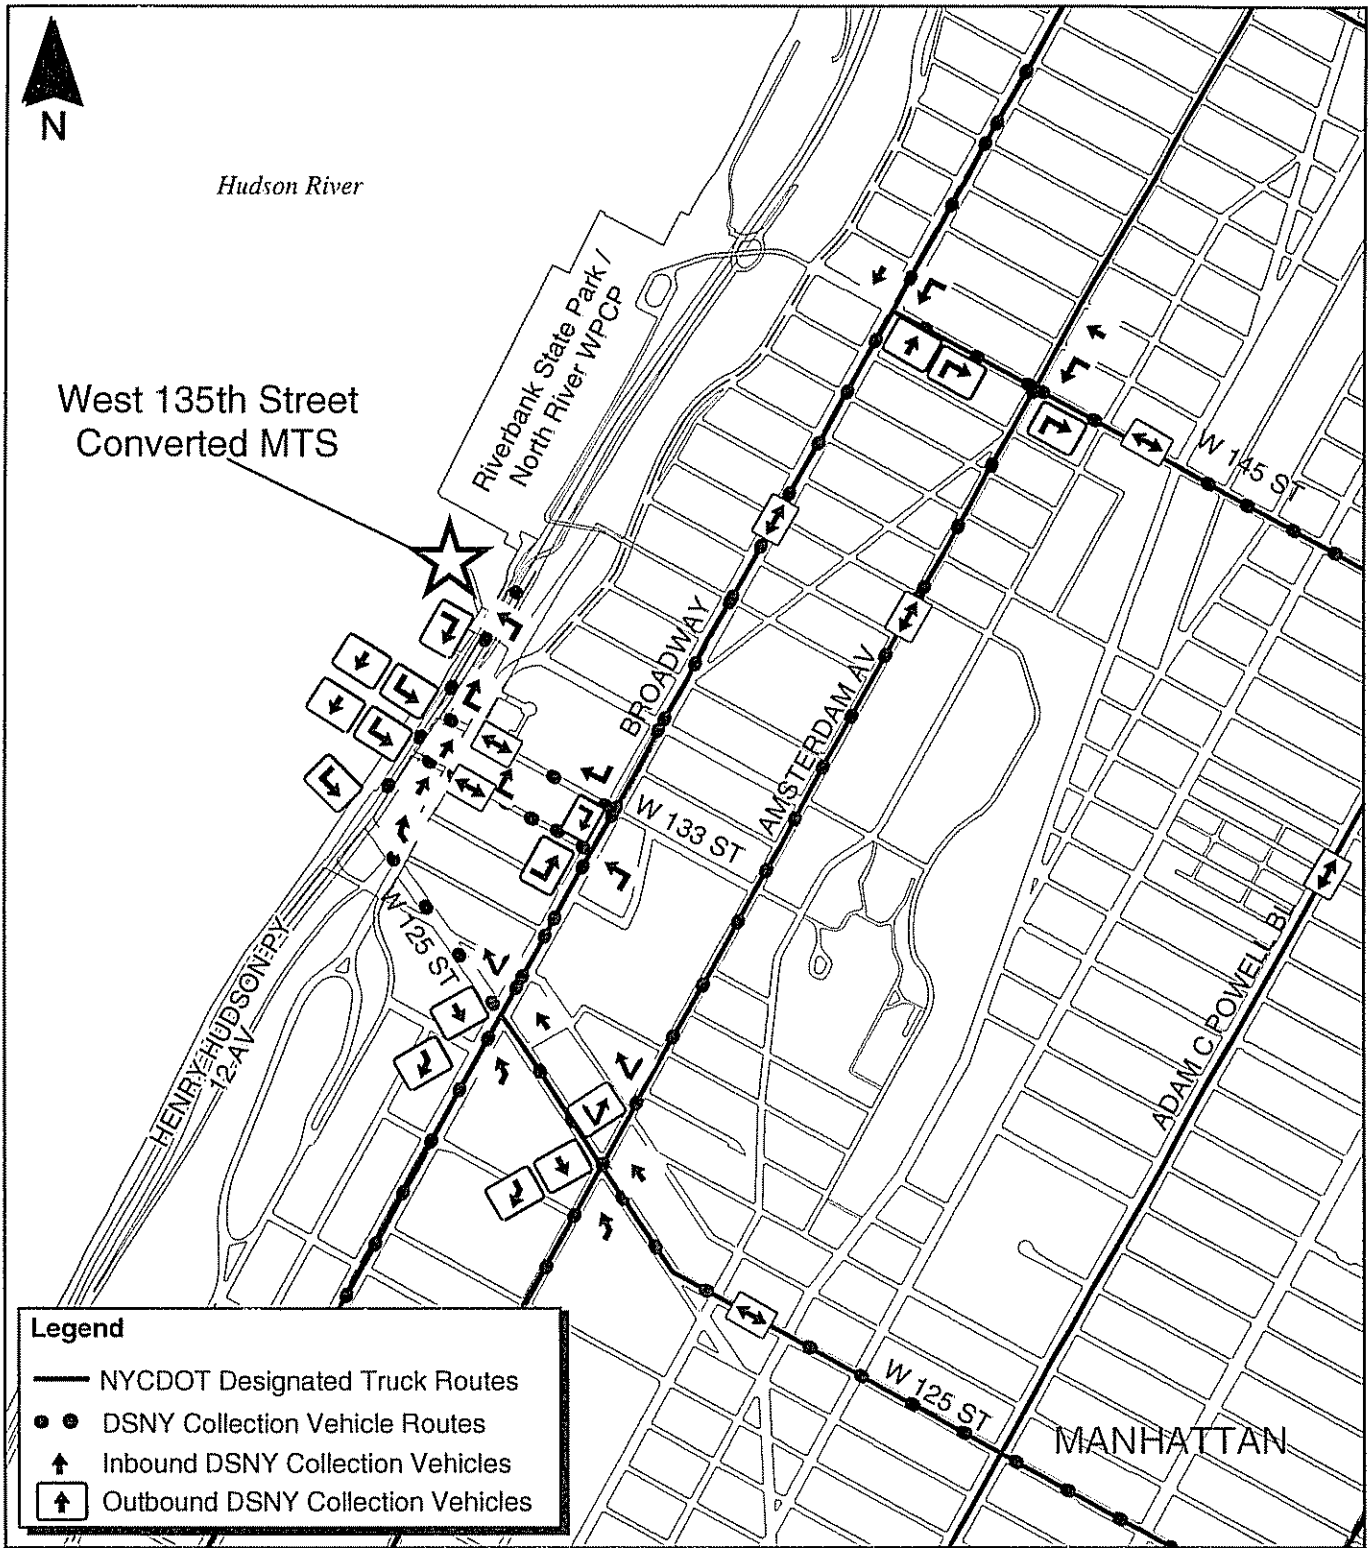 N
Hudson River
Riverbank State Park /
North River WPCP
West 135th Street
Converted MTS
W 145 ST
BROADWAY
AMSTERDAM AV
W 133 ST
W 125 ST
HENRY HUDSON PY
12 AV
ADAM C POWELL BL
W 125 ST
MANHATTAN
Legend
NYCDOT Designated Truck Routes
DSNY Collection Vehicle Routes
Inbound DSNY Collection Vehicles
Outbound DSNY Collection Vehicles